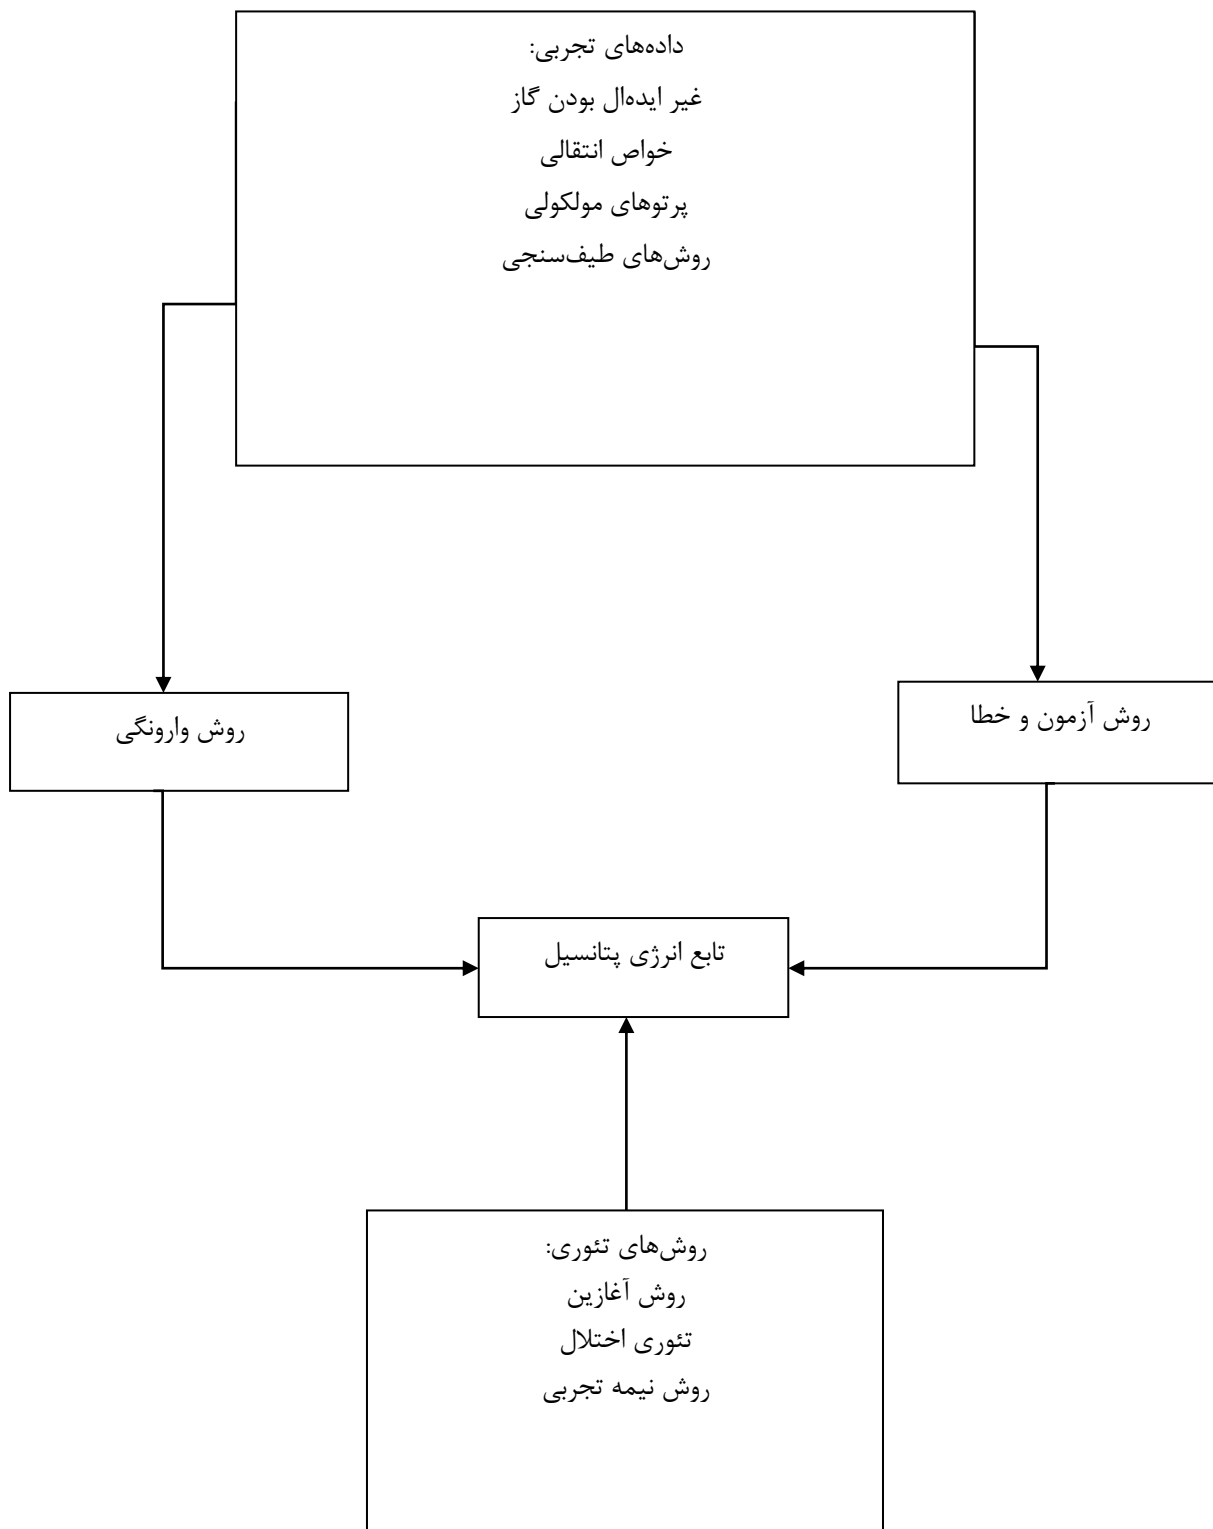 داده‌های تجربی:
غیر ایده‌ال بودن گاز
خواص انتقالی
پرتوهای مولکولی
روش‌های طیف‌سنجی
روش آزمون و خطا
روش وارونگی
تابع انرژی پتانسیل
روش‌های تئوری:
روش آغازین
تئوری اختلال
روش نیمه تجربی